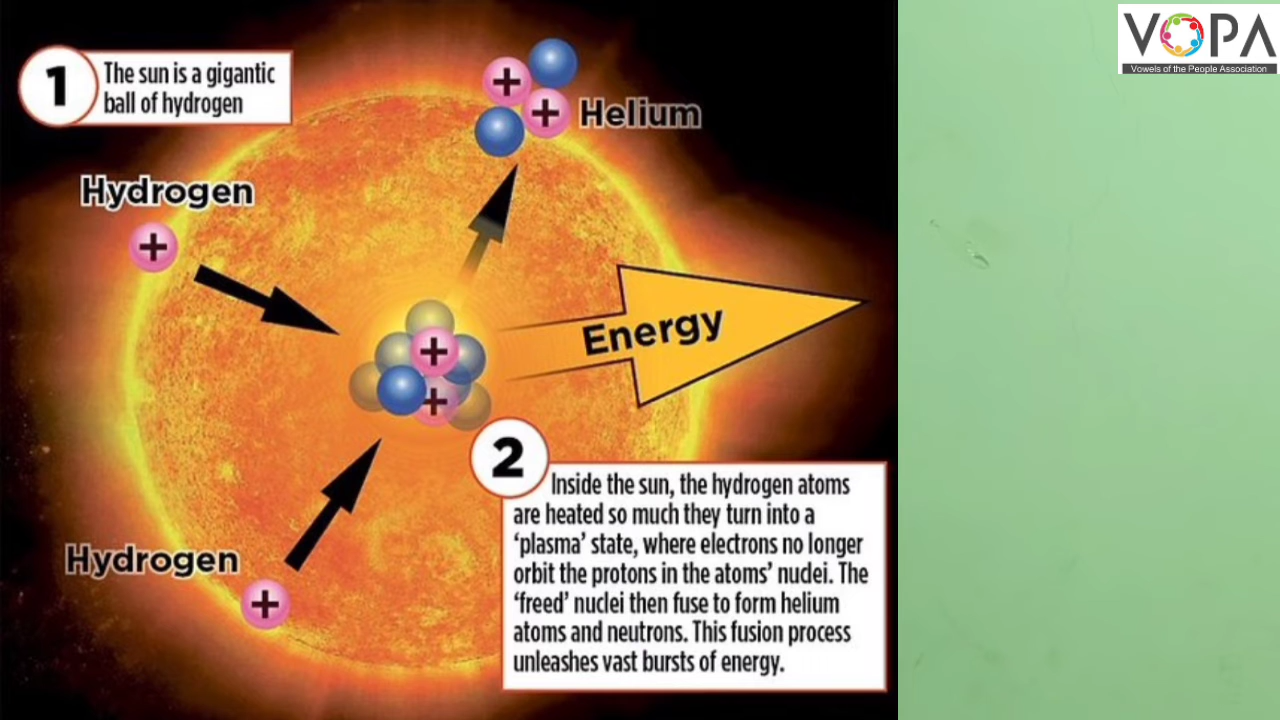 VOPA
Vowels of the People Association
1
The sun is a gigantic
ball of hydrogen
Helium
Hydrogen
Energy
Hydrogen
2
Inside the sun, the hydrogen atoms
are heated so much they turn into a
‘plasma’ state, where electrons no longer
orbit the protons in the atoms’ nuclei. The
‘freed’ nuclei then fuse to form helium
atoms and neutrons. This fusion process
unleashes vast bursts of energy.